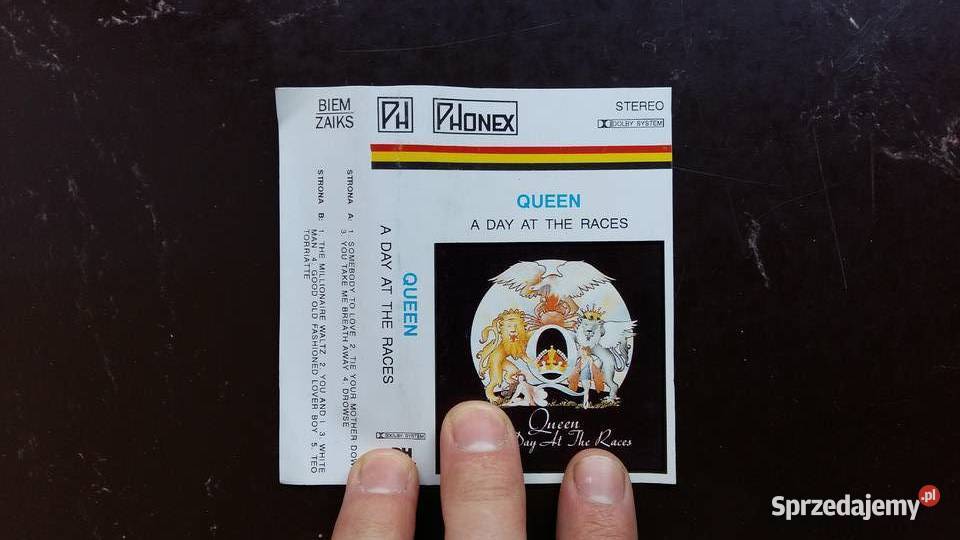 BIEM
ZAIKS
STRONA A: 1. SOMEBODY TO LOVE 2. TIE YOUR MOTHER DOW
3. YOU TAKE ME BREATH AWAY 4. DROWSE
STRONA B: 1. THE MILLIONAIRE WALTZ 2. YOU AND I 3. WHITE
MAN 4. GOOD OLD FASHIONED LOVER BOY 5. TEO
TORRIATTE
PH
QUEEN
A DAY AT THE RACES
DOLBY SYSTEM
PHONEX
STEREO
DOLBY SYSTEM
QUEEN
A DAY AT THE RACES
Queen
Day At The Races
Sprzedajemy.pl